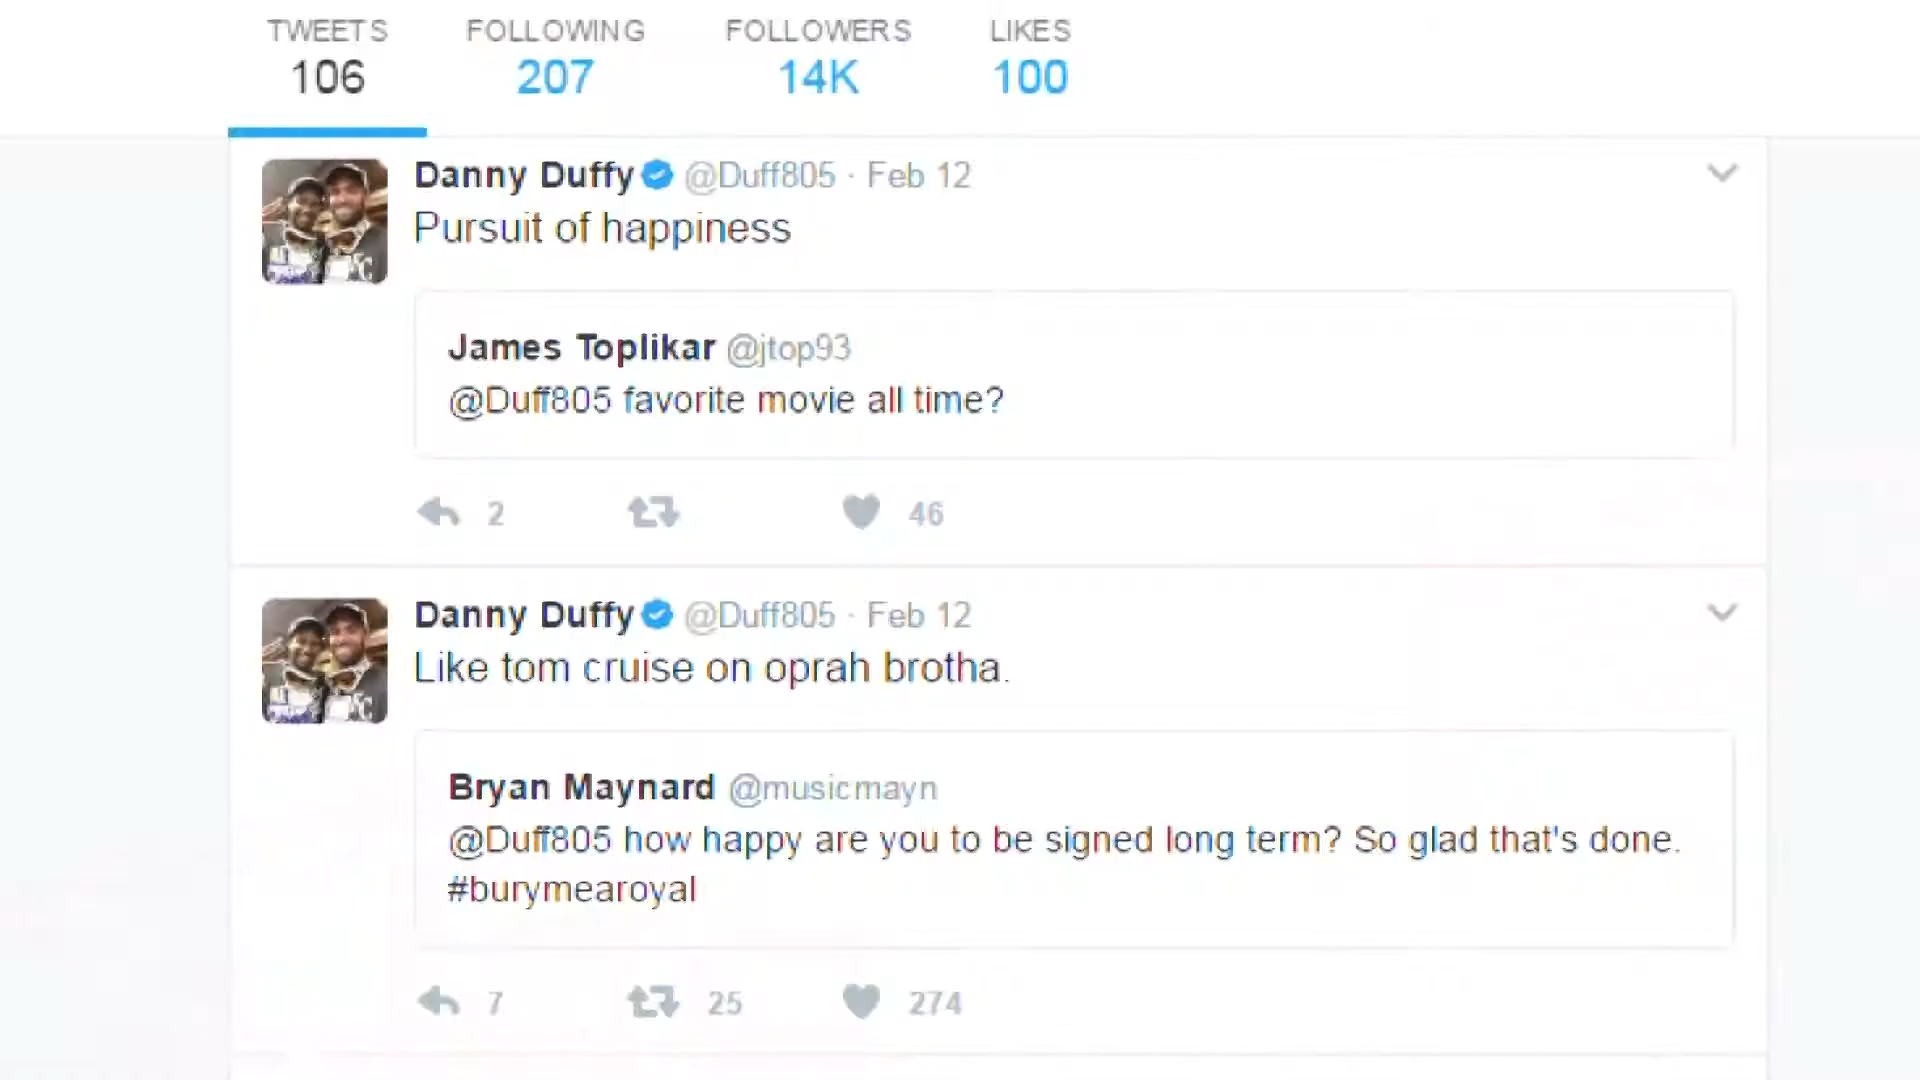 TWEETS FOLLOWING FOLLOWERS LIKES
106 207 14K 100
Danny Duffy @Duff805 · Feb 12
Pursuit of happiness
James Toplikar @jtop93
@Duff805 favorite movie all time?
2 46
Danny Duffy @Duff805 · Feb 12
Like tom cruise on oprah brotha.
Bryan Maynard @musicmayn
@Duff805 how happy are you to be signed long term? So glad that's done.
#burymearoyal
7 25 274